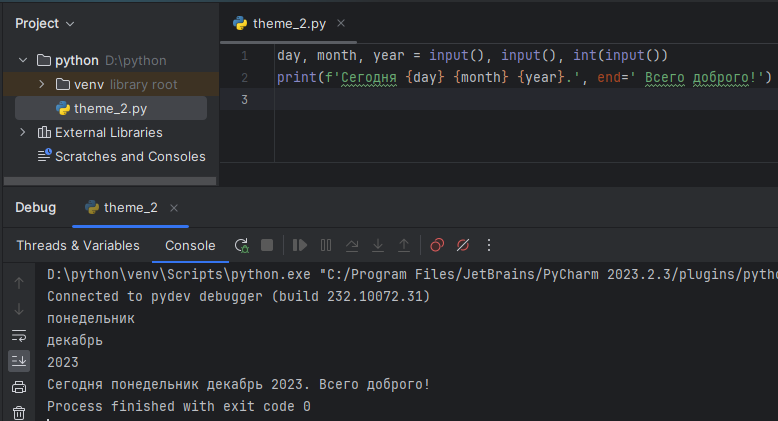 Project
theme_2.py
python D:\python
venv library root
theme_2.py
External Libraries
Scratches and Consoles
1 day, month, year = input(), input(), int(input())
2 print(f'Сегодня {day} {month} {year}.', end=' Всего доброго!')
3
Debug theme_2
Threads & Variables Console
D:\python\venv\Scripts\python.exe "C:/Program Files/JetBrains/PyCharm 2023.2.3/plugins/pytho
Connected to pydev debugger (build 232.10072.31)
понедельник
декабрь
2023
Сегодня понедельник декабрь 2023. Всего доброго!
Process finished with exit code 0